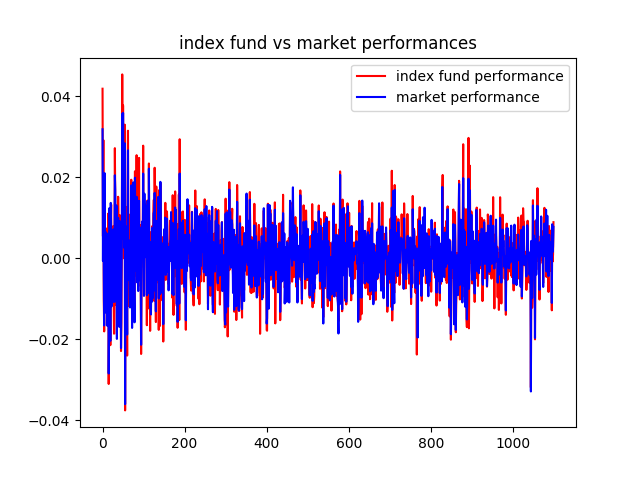 index fund vs market performances
index fund performance
market performance
0.04
0.02
0.00
−0.02
−0.04
0 200 400 600 800 1000